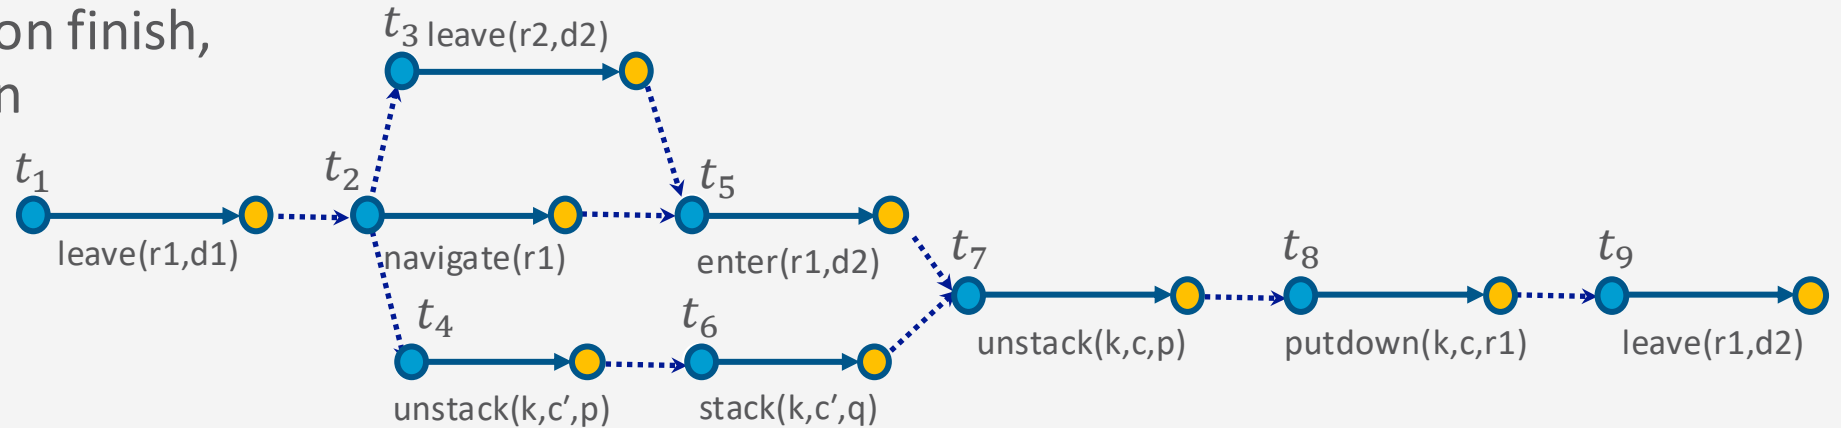 on finish,
n
t₃ leave(r2,d2)
t₁
t₂
t₅
leave(r1,d1)
navigate(r1)
enter(r1,d2)
t₇
t₈
t₉
t₄
t₆
unstack(k,c,p)
putdown(k,c,r1)
leave(r1,d2)
unstack(k,c′,p)
stack(k,c′,q)